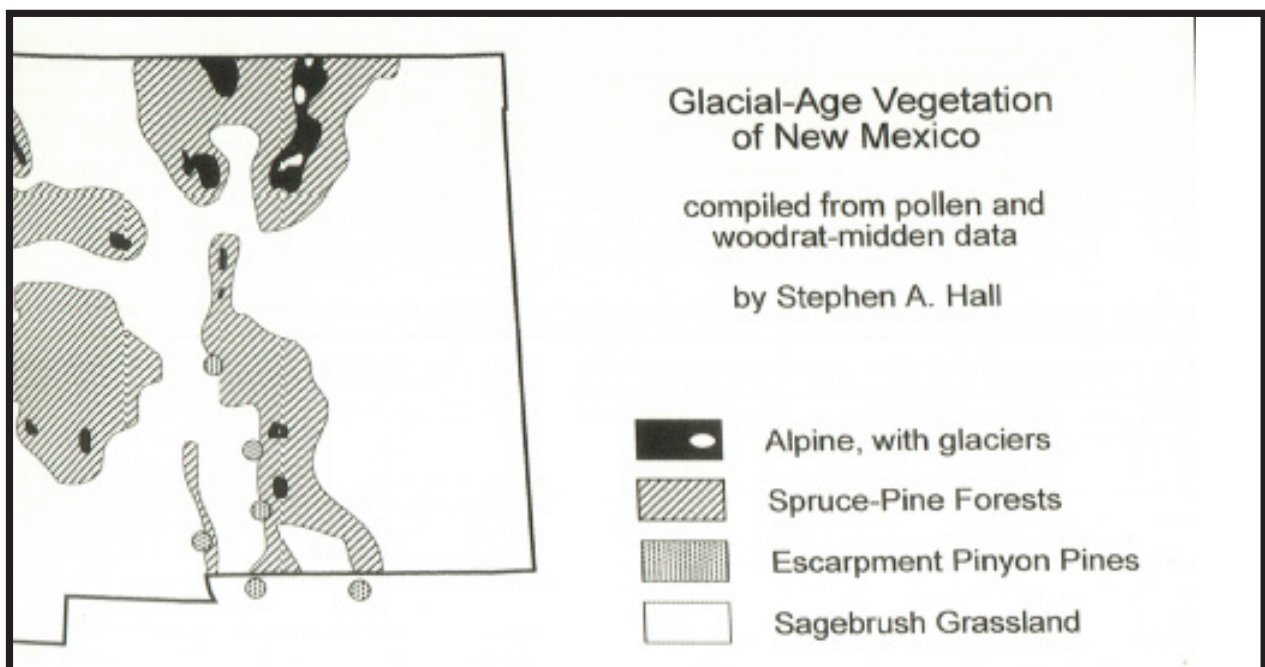 Glacial-Age Vegetation
of New Mexico
compiled from pollen and
woodrat-midden data
by Stephen A. Hall
Alpine, with glaciers
Spruce-Pine Forests
Escarpment Pinyon Pines
Sagebrush Grassland